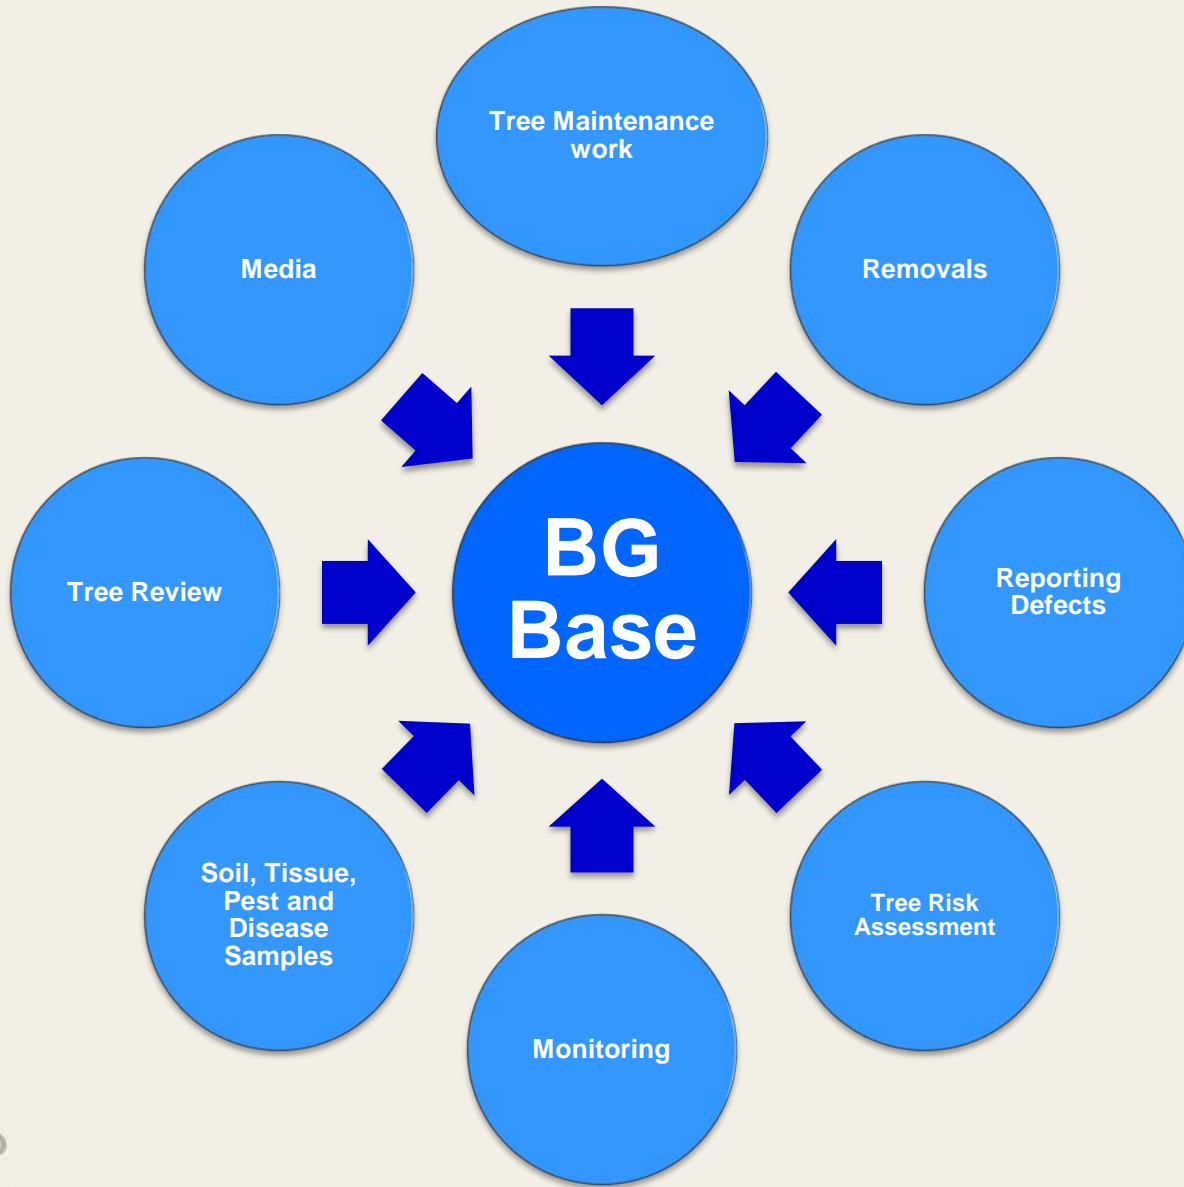 Tree Maintenance
work
Media
Removals
BG
Base
Tree Review
Reporting
Defects
Soil, Tissue,
Pest and
Disease
Samples
Tree Risk
Assessment
Monitoring